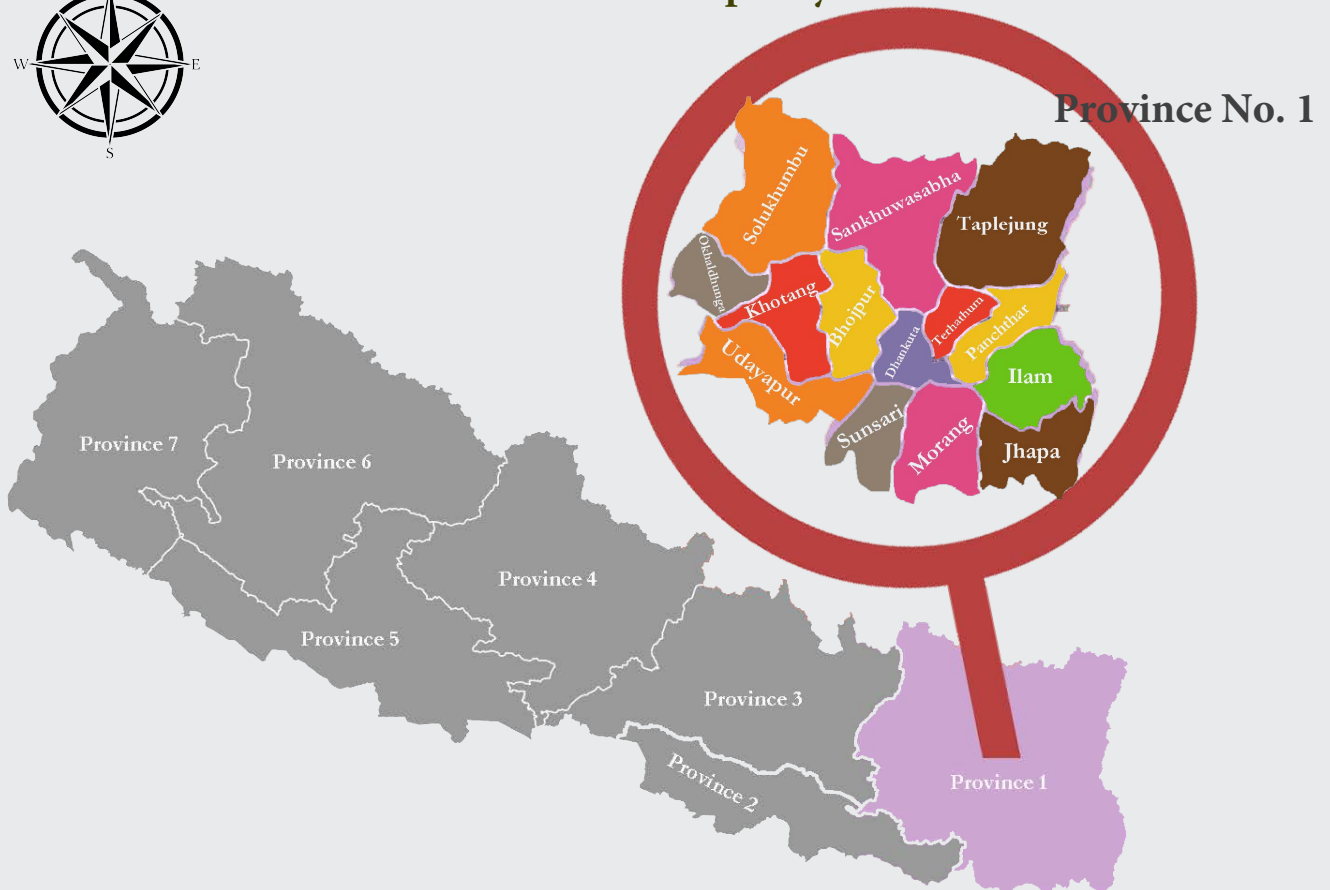 W
E
S
Province No. 1
Solukhumbu
Sankhuwasabha
Taplejung
Okhaldhunga
Khotang
Bhojpur
Dhankuta
Terhathum
Panchthar
Udayapur
Ilam
Sunsari
Morang
Jhapa
Province 7
Province 6
Province 4
Province 5
Province 3
Province 2
Province 1